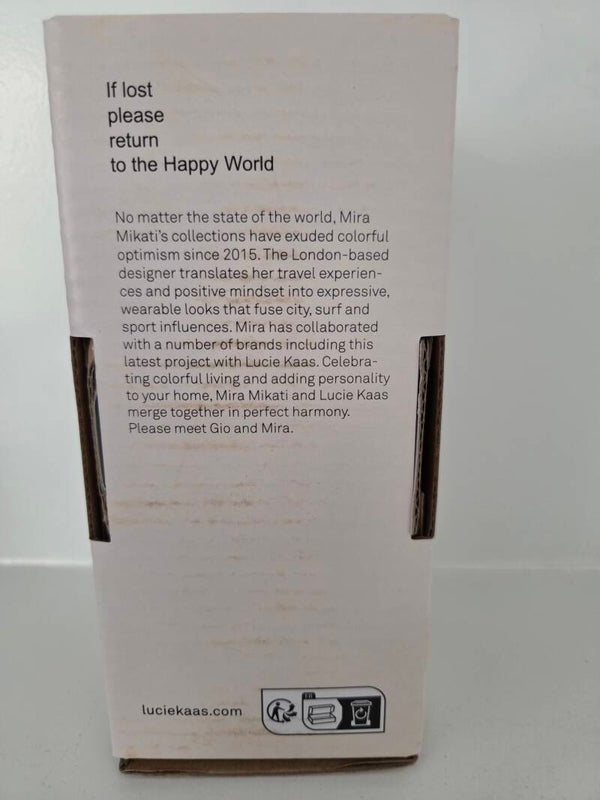 If lost
please
return
to the Happy World
No matter the state of the world, Mira
Mikati's collections have exuded colorful
optimism since 2015. The London-based
designer translates her travel experien-
ces and positive mindset into expressive,
wearable looks that fuse city, surf and
sport influences. Mira has collaborated
with a number of brands including this
latest project with Lucie Kaas. Celebra-
ting colorful living and adding personality
to your home, Mira Mikati and Lucie Kaas
merge together in perfect harmony.
Please meet Gio and Mira.
luciekaas.com
FR